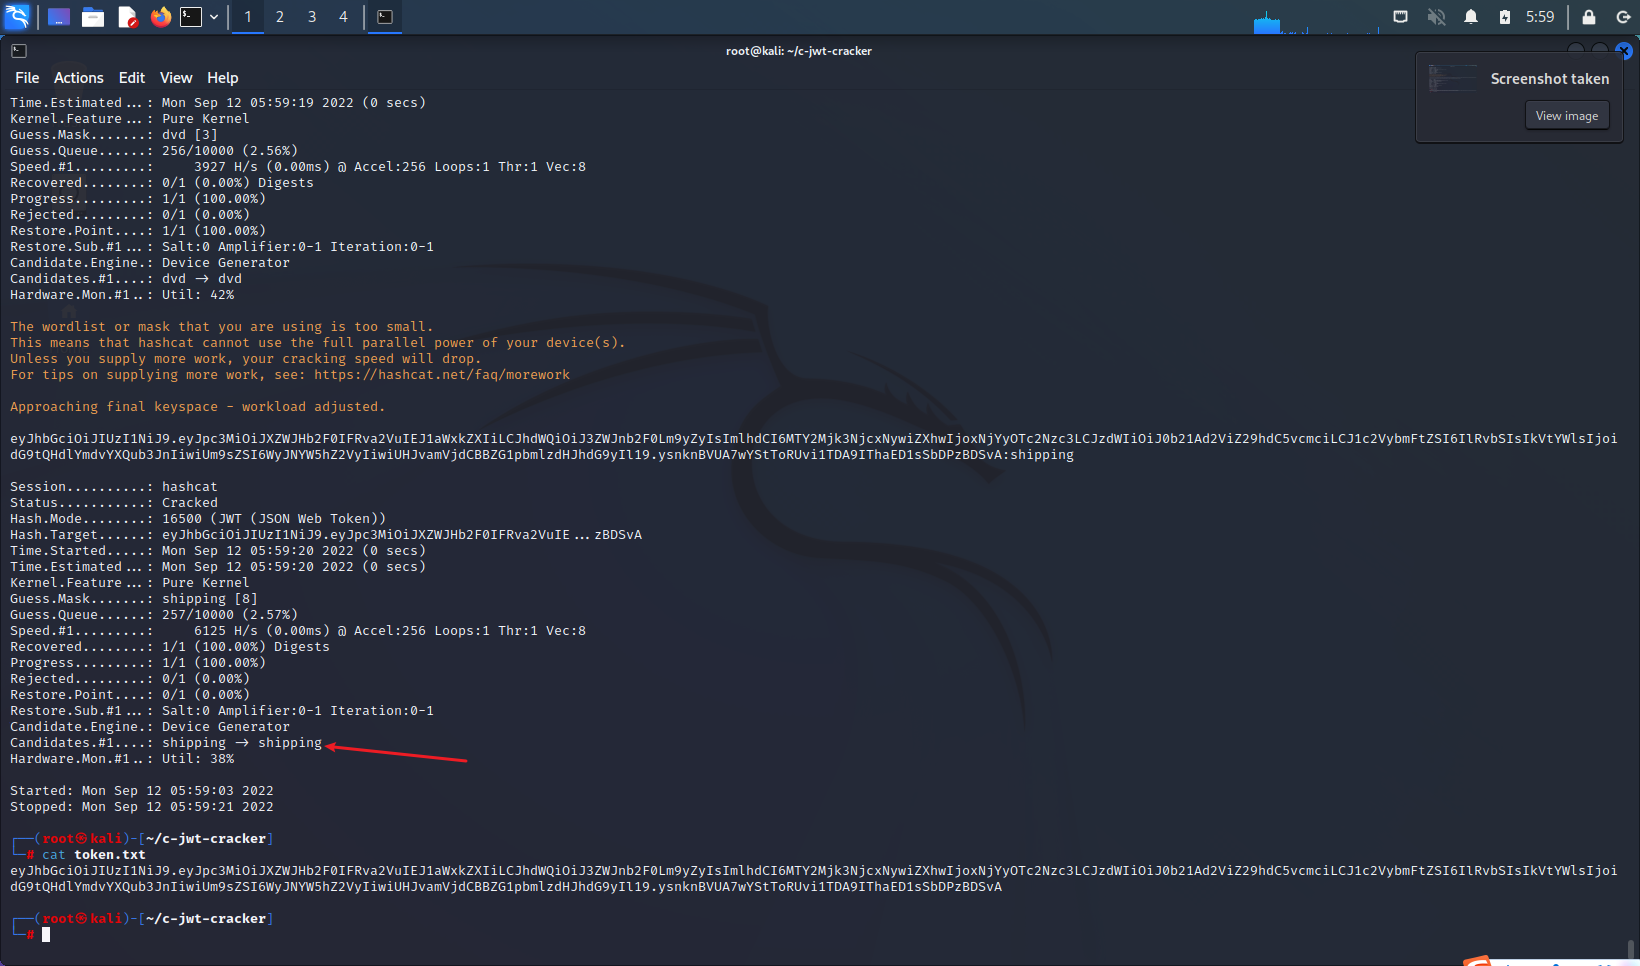 1 2 3 4
5:59
root@kali: ~/c-jwt-cracker
File Actions Edit View Help
Screenshot taken
View image
Time.Estimated...: Mon Sep 12 05:59:19 2022 (0 secs)
Kernel.Feature...: Pure Kernel
Guess.Mask.......: dvd [3]
Guess.Queue......: 256/10000 (2.56%)
Speed.#1.........:     3927 H/s (0.00ms) @ Accel:256 Loops:1 Thr:1 Vec:8
Recovered........: 0/1 (0.00%) Digests
Progress.........: 1/1 (100.00%)
Rejected.........: 0/1 (0.00%)
Restore.Point....: 1/1 (100.00%)
Restore.Sub.#1...: Salt:0 Amplifier:0-1 Iteration:0-1
Candidate.Engine.: Device Generator
Candidates.#1....: dvd -> dvd
Hardware.Mon.#1..: Util: 42%
The wordlist or mask that you are using is too small.
This means that hashcat cannot use the full parallel power of your device(s).
Unless you supply more work, your cracking speed will drop.
For tips on supplying more work, see: https://hashcat.net/faq/morework
Approaching final keyspace - workload adjusted.
eyJhbGciOiJIUzI1NiJ9.eyJpc3MiOiJXZWJHb2F0IFRva2VuIEJ1aWxkZXIiLCJhdWQiOiJ3ZWJnb2F0Lm9yZyIsImlhdCI6MTY2Mjk3NjcxNywiZXhwIjoxNjYyOTc2Nzc3LCJzdWIiOiJ0b21Ad2ViZ29hdC5vcmciLCJ1c2VybmFtZSI6IlRvbSIsIkVtYWlsIjoi
dG9tQHdlYmdvYXQub3JnIiwiUm9sZSI6WyJNYW5hZ2VyIiwiUHJvamVjdCBBZG1pbmlzdHJhdG9yIl19.ysnknBVUA7wYStToRUvi1TDA9IThaED1sSbDPzBDSvA:shipping
Session..........: hashcat
Status...........: Cracked
Hash.Mode........: 16500 (JWT (JSON Web Token))
Hash.Target......: eyJhbGciOiJIUzI1NiJ9.eyJpc3MiOiJXZWJHb2F0IFRva2VuIE...zBDSvA
Time.Started.....: Mon Sep 12 05:59:20 2022 (0 secs)
Time.Estimated...: Mon Sep 12 05:59:20 2022 (0 secs)
Kernel.Feature...: Pure Kernel
Guess.Mask.......: shipping [8]
Guess.Queue......: 257/10000 (2.57%)
Speed.#1.........:     6125 H/s (0.00ms) @ Accel:256 Loops:1 Thr:1 Vec:8
Recovered........: 1/1 (100.00%) Digests
Progress.........: 1/1 (100.00%)
Rejected.........: 0/1 (0.00%)
Restore.Point....: 0/1 (0.00%)
Restore.Sub.#1...: Salt:0 Amplifier:0-1 Iteration:0-1
Candidate.Engine.: Device Generator
Candidates.#1....: shipping -> shipping
Hardware.Mon.#1..: Util: 38%
Started: Mon Sep 12 05:59:03 2022
Stopped: Mon Sep 12 05:59:21 2022
┌──(root㉿kali)-[~/c-jwt-cracker]
└─# cat token.txt
eyJhbGciOiJIUzI1NiJ9.eyJpc3MiOiJXZWJHb2F0IFRva2VuIEJ1aWxkZXIiLCJhdWQiOiJ3ZWJnb2F0Lm9yZyIsImlhdCI6MTY2Mjk3NjcxNywiZXhwIjoxNjYyOTc2Nzc3LCJzdWIiOiJ0b21Ad2ViZ29hdC5vcmciLCJ1c2VybmFtZSI6IlRvbSIsIkVtYWlsIjoi
dG9tQHdlYmdvYXQub3JnIiwiUm9sZSI6WyJNYW5hZ2VyIiwiUHJvamVjdCBBZG1pbmlzdHJhdG9yIl19.ysnknBVUA7wYStToRUvi1TDA9IThaED1sSbDPzBDSvA
┌──(root㉿kali)-[~/c-jwt-cracker]
└─#